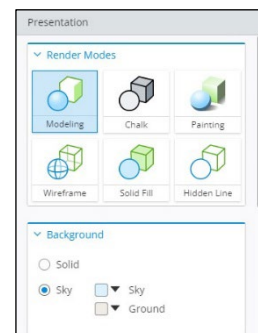 Presentation
Render Modes
Modeling Chalk Painting
Wireframe Solid Fill Hidden Line
Background
Solid
Sky Sky
Ground